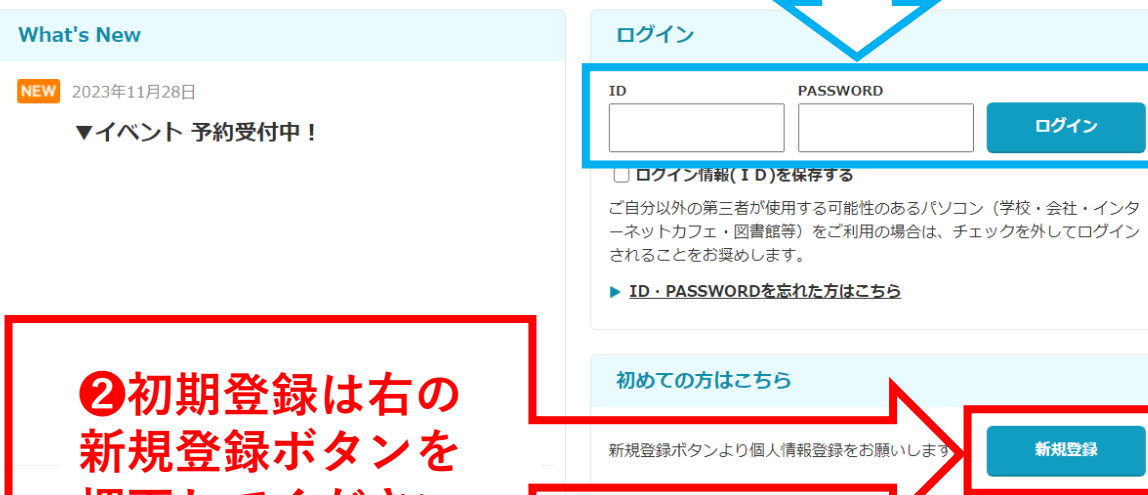 What's New
NEW 2023年11月28日
▼イベント 予約受付中！
ログイン
ID
PASSWORD
ログイン
ログイン情報(ＩＤ)を保存する
ご自分以外の第三者が使用する可能性のあるパソコン（学校・会社・インタ
ーネットカフェ・図書館等）をご利用の場合は、チェックを外してログイン
されることをお奨めします。
ID・PASSWORDを忘れた方はこちら
❷初期登録は右の
新規登録ボタンを
初めての方はこちら
新規登録ボタンより個人情報登録をお願いします
新規登録